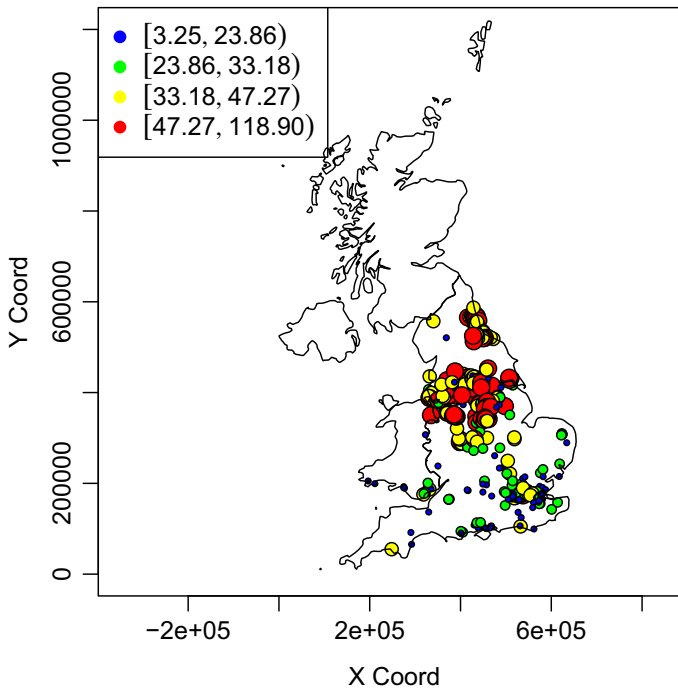 [3.25, 23.86)
[23.86, 33.18)
[33.18, 47.27)
[47.27, 118.90)
Y Coord
1000000
600000
200000
0
−2e+05
2e+05
6e+05
X Coord